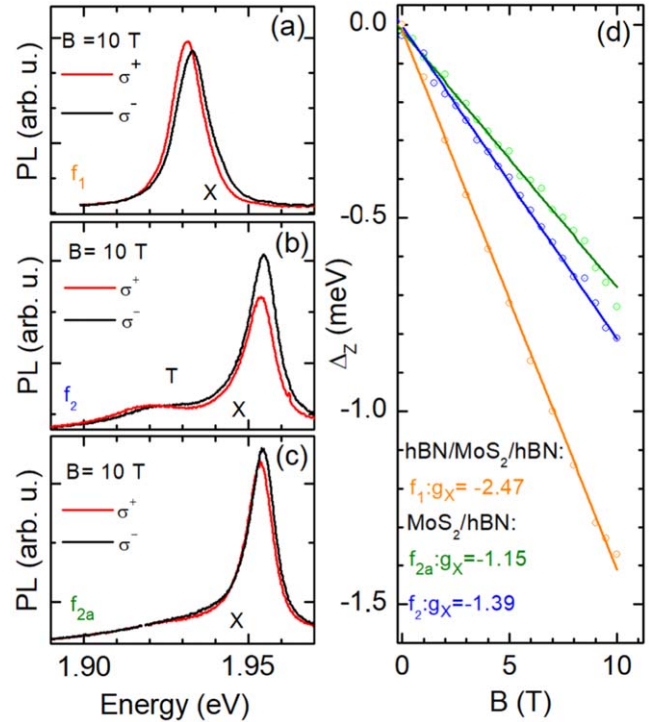 (a)
B =10 T
σ+
σ-
f1
X
PL (arb. u.)
(b)
B= 10 T
σ+
σ-
T
f2
X
PL (arb. u.)
(c)
B= 10 T
σ+
σ-
f2a
X
PL (arb. u.)
1.90
1.95
Energy (eV)
(d)
0.0
-0.5
-1.0
-1.5
ΔZ (meV)
hBN/MoS2/hBN:
f1:gX= -2.47
MoS2/hBN:
f2a:gX=-1.15
f2:gX=-1.39
0
5
10
B (T)